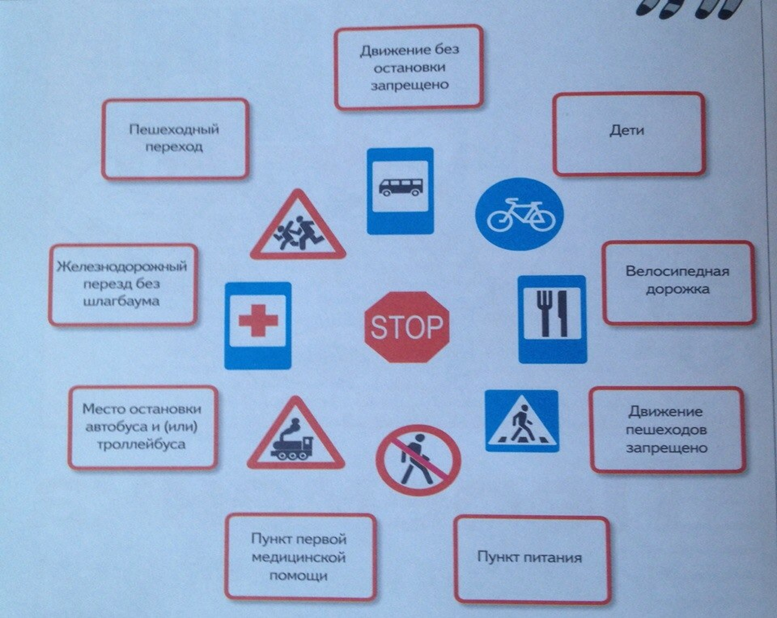 Движение без
остановки
запрещено
Пешеходный
переход
Дети
Железнодорожный
перезд без
шлагбаума
Велосипедная
дорожка
STOP
Место остановки
автобуса и (или)
троллейбуса
Движение
пешеходов
запрещено
Пункт первой
медицинской
помощи
Пункт питания